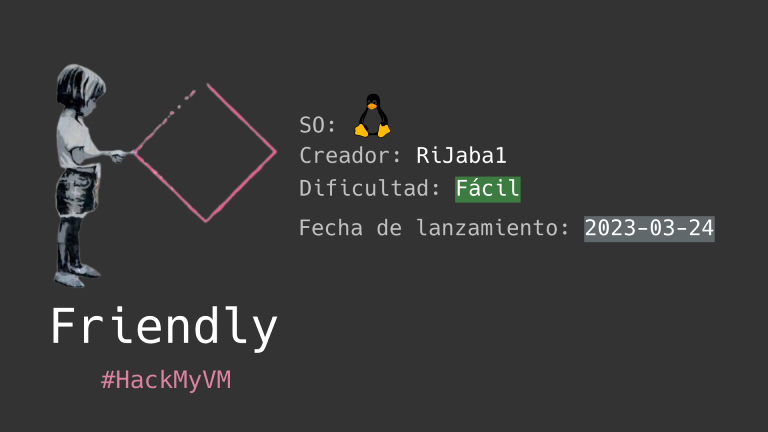 SO:
Creador: RiJaba1
Dificultad: Fácil
Fecha de lanzamiento: 2023-03-24
Friendly
#HackMyVM